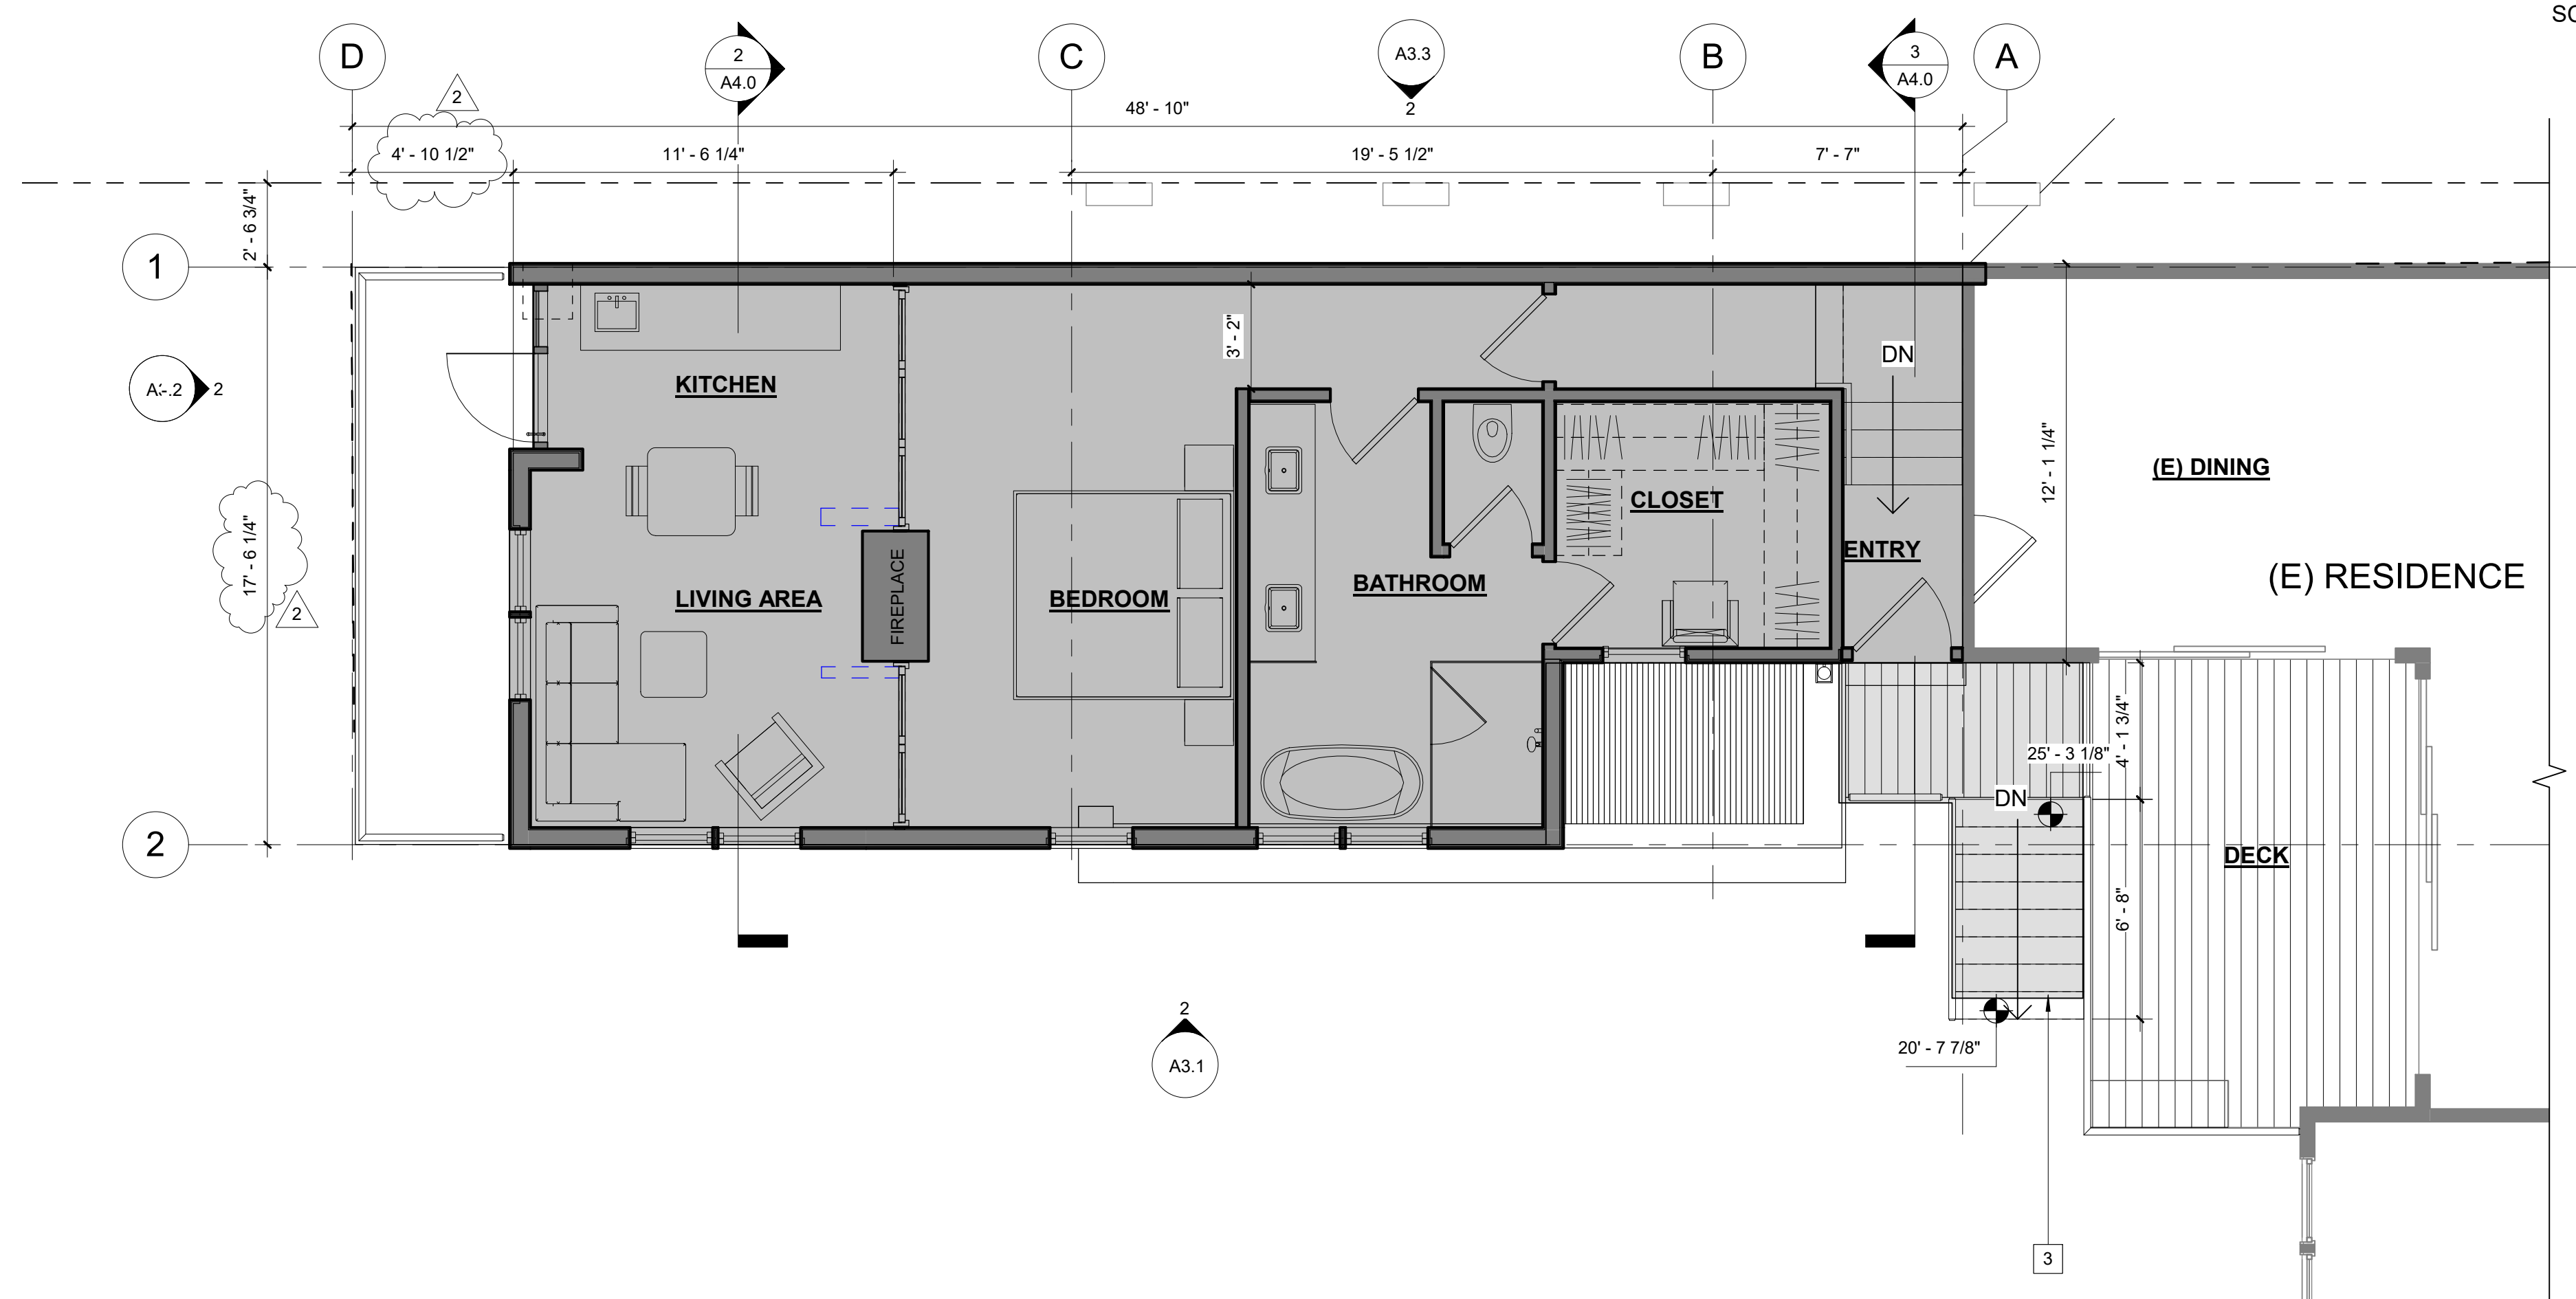 SC
D
2
A4.0
C
A3.3
2
B
3
A4.0
A
2
48' - 10"
4' - 10 1/2"
11' - 6 1/4"
19' - 5 1/2"
7' - 7"
2' - 6 3/4"
1
3' - 2"
DN
2
KITCHEN
12' - 1 1/4"
(E) DINING
CLOSET
17' - 6 1/4"
2
FIREPLACE
ENTRY
(E) RESIDENCE
BATHROOM
LIVING AREA
BEDROOM
4' - 1 3/4"
25' - 3 1/8"
DN
2
DECK
6' - 8"
2
A3.1
20' - 7 7/8"
3